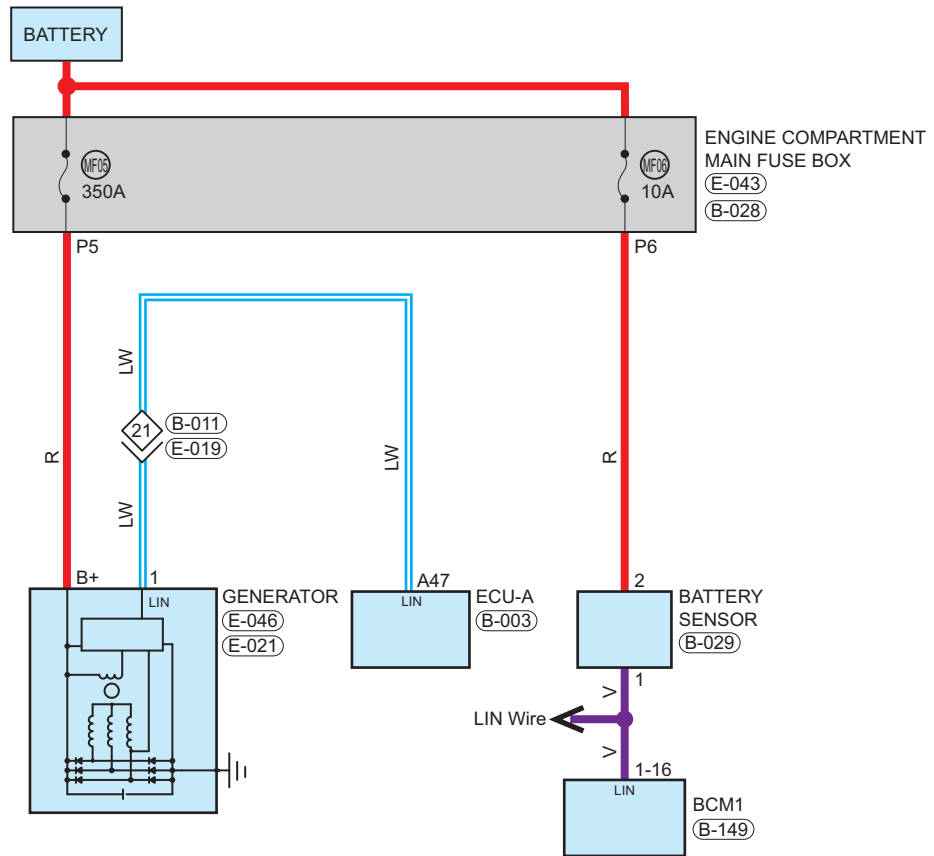 BATTERY
ENGINE COMPARTMENT
MAIN FUSE BOX
E-043
B-028
MF05
350A
MF06
10A
P5
P6
LW
21
B-011
E-019
R
LW
R
LW
B+
1
LIN
GENERATOR
E-046
E-021
A47
LIN
ECU-A
B-003
2
BATTERY
SENSOR
B-029
1
V
LIN Wire
V
1-16
LIN
BCM1
B-149